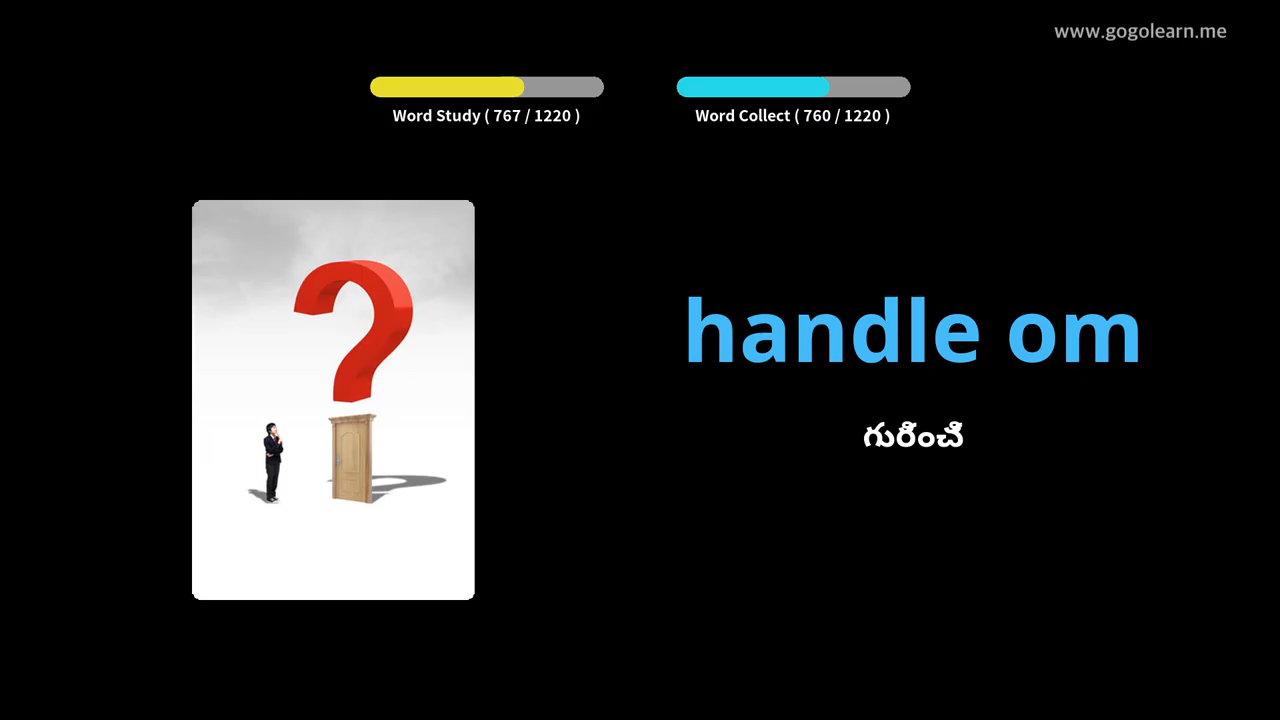 www.gogolearn.me
Word Study ( 767 / 1220 )
Word Collect ( 760 / 1220 )
handle om
గురించి